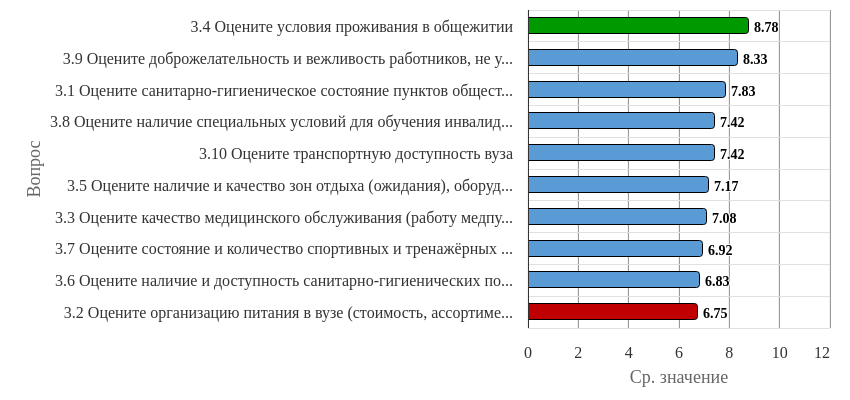 3.4 Оцените условия проживания в общежитии 8.78
3.9 Оцените доброжелательность и вежливость работников, не у... 8.33
3.1 Оцените санитарно-гигиеническое состояние пунктов общест... 7.83
3.8 Оцените наличие специальных условий для обучения инвалид... 7.42
3.10 Оцените транспортную доступность вуза 7.42
3.5 Оцените наличие и качество зон отдыха (ожидания), оборуд... 7.17
3.3 Оцените качество медицинского обслуживания (работу медпу... 7.08
3.7 Оцените состояние и количество спортивных и тренажёрных ... 6.92
3.6 Оцените наличие и доступность санитарно-гигиенических по... 6.83
3.2 Оцените организацию питания в вузе (стоимость, ассортиме... 6.75
Вопрос
0 2 4 6 8 10 12
Ср. значение